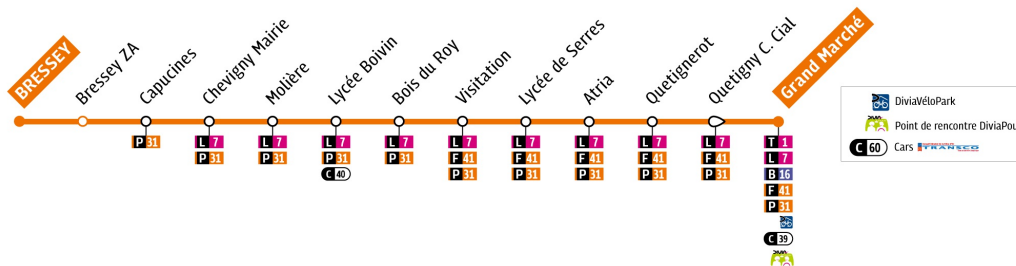 BRESSEY
Bressey ZA
Capucines
Chevigny Mairie
Molière
Lycée Boivin
Bois du Roy
Visitation
Lycée de Serres
Atria
Quetignerot
Quetigny C. Cial
Grand Marché
P 31
L 7
P 31
L 7
P 31
L 7
P 31
C 40
L 7
P 31
L 7
F 41
P 31
L 7
F 41
P 31
L 7
F 41
P 31
L 7
F 41
P 31
L 7
F 41
P 31
T 1
L 7
B 16
F 41
P 31
C 39
DiviaVéloPark
Point de rencontre DiviaPou
C 60 Cars TRANSCO